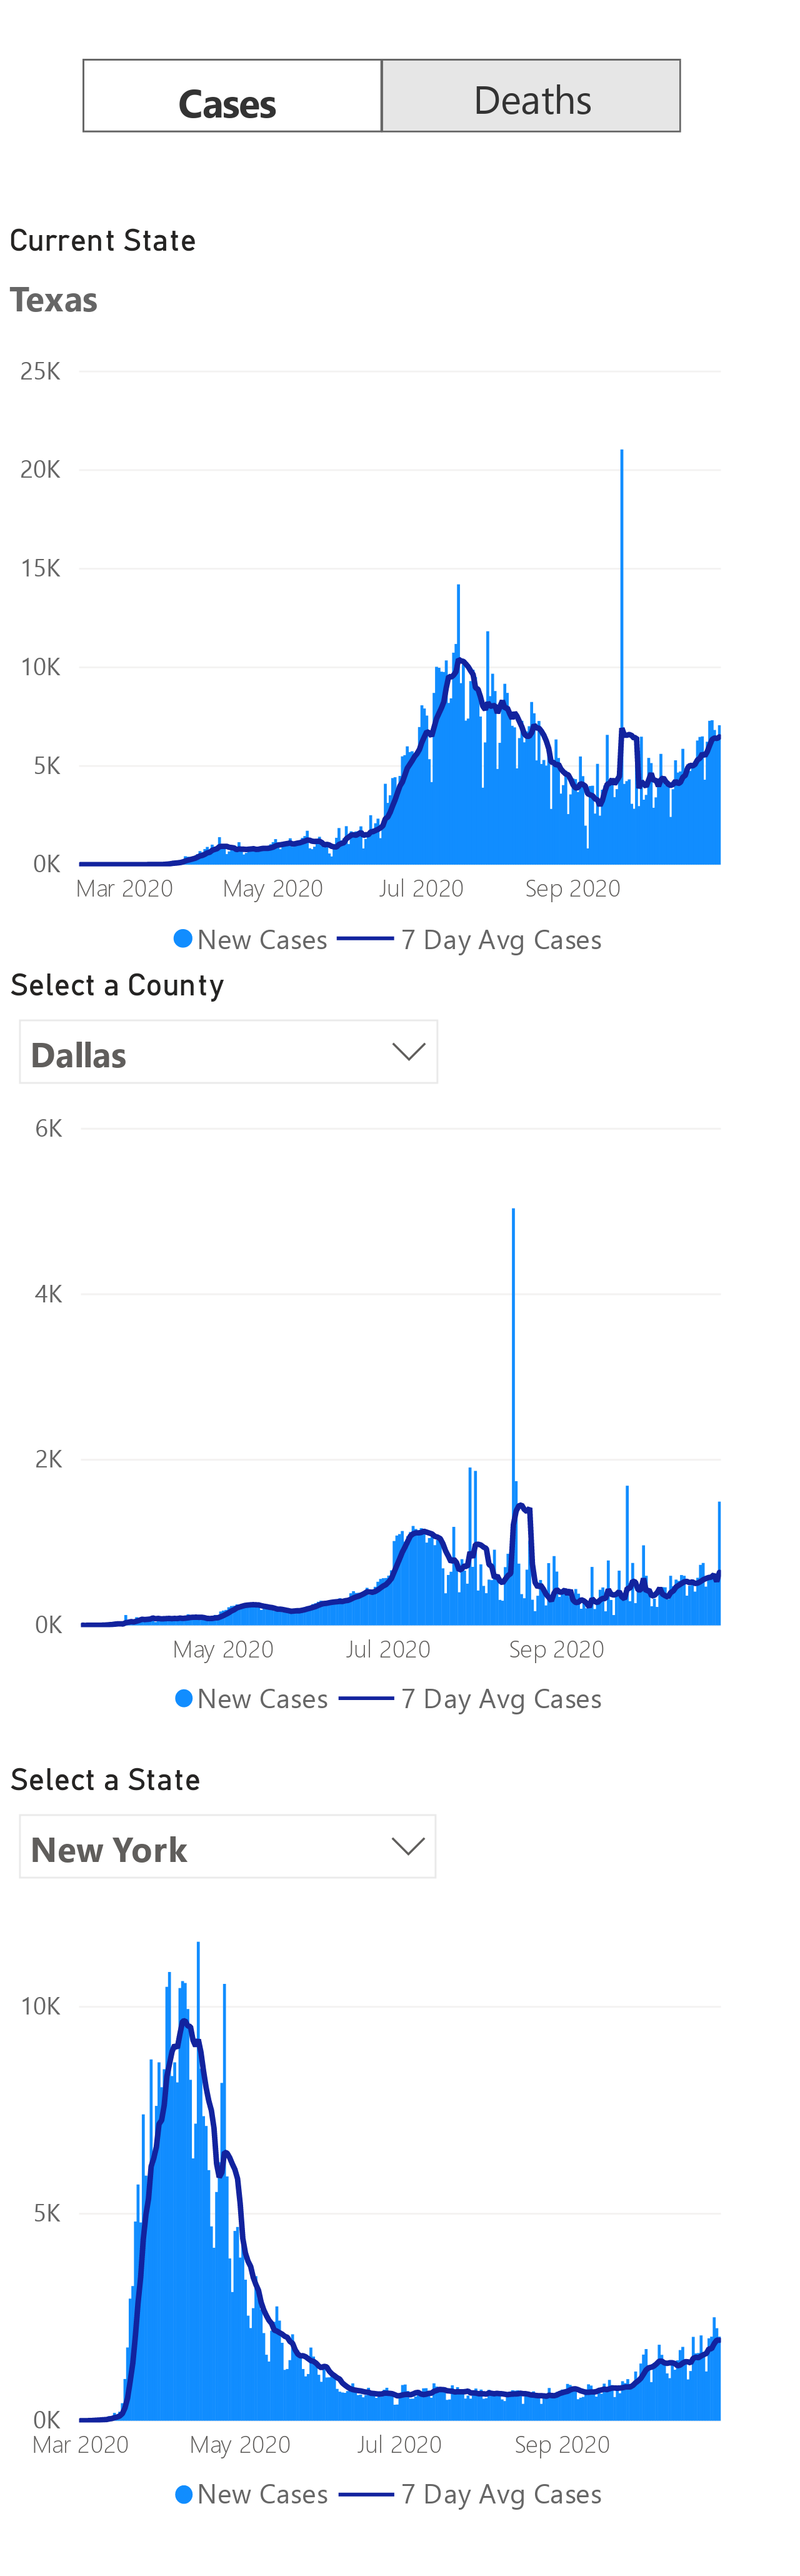 Cases Deaths
Current State
Texas
25K
20K
15K
10K
5K
0K
Mar 2020 May 2020 Jul 2020 Sep 2020
New Cases 7 Day Avg Cases
Select a County
Dallas
6K
4K
2K
0K
May 2020 Jul 2020 Sep 2020
New Cases 7 Day Avg Cases
Select a State
New York
10K
5K
0K
Mar 2020 May 2020 Jul 2020 Sep 2020
New Cases 7 Day Avg Cases